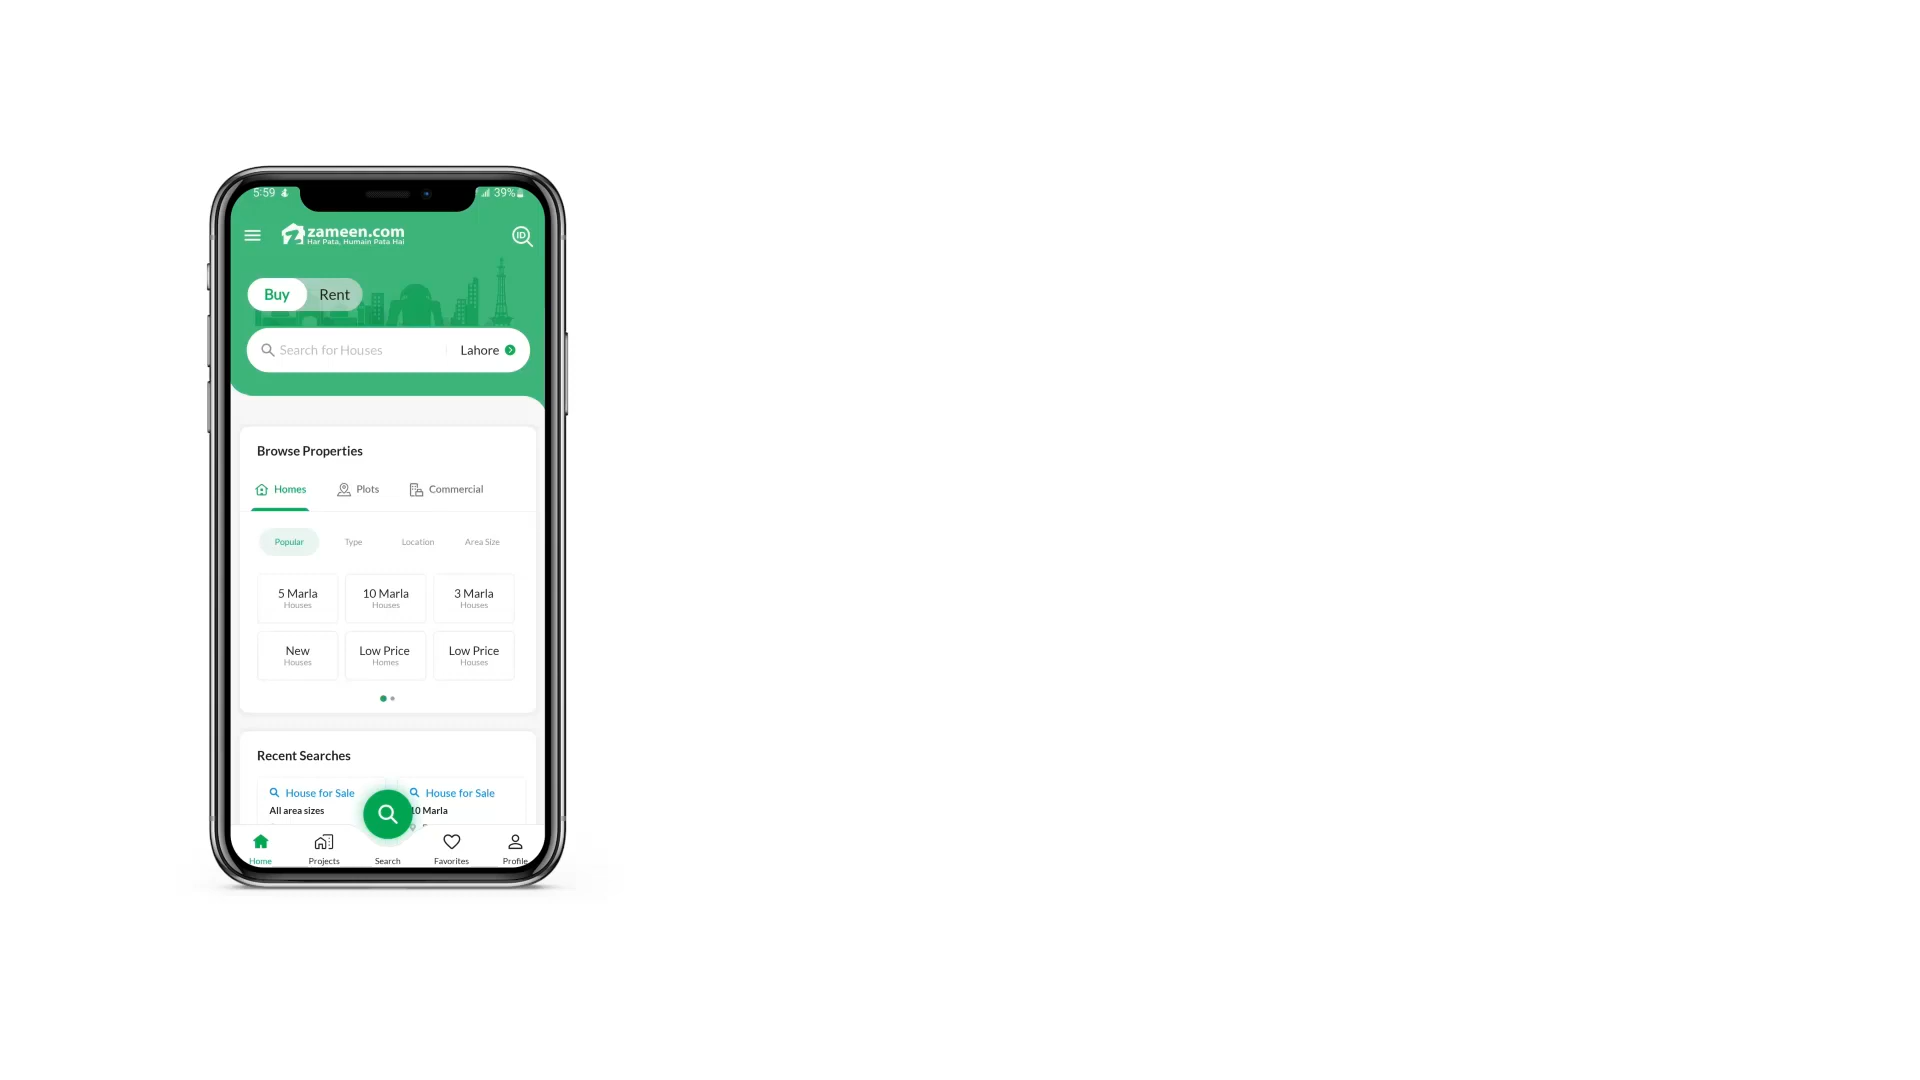 5:59
39%
zameen.com
Har Pata, Humain Pata Hai
ID
Buy Rent
Search for Houses
Lahore
Browse Properties
Homes Plots Commercial
Popular Type Location Area Size
5 Marla 10 Marla 3 Marla
Houses Houses Houses
New Low Price Low Price
Houses Homes Houses
Recent Searches
House for Sale House for Sale
All area sizes 10 Marla
Home Projects Search Favorites Profile